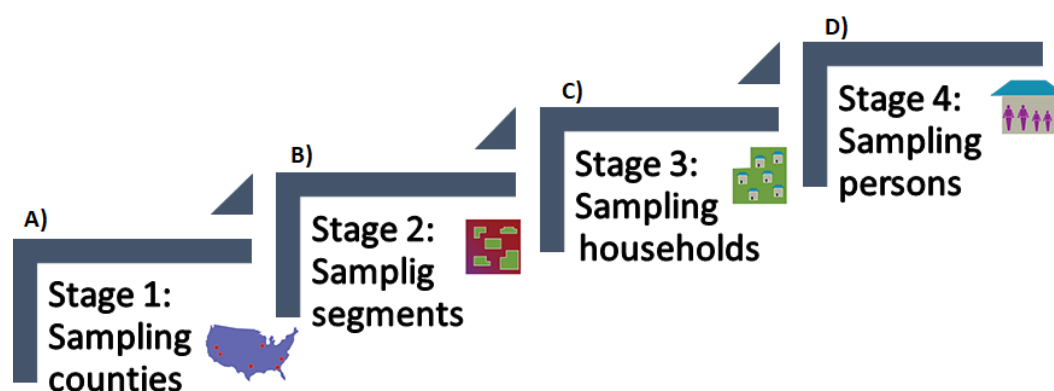 A)
Stage 1:
Sampling
counties
B)
Stage 2:
Samplig
segments
C)
Stage 3:
Sampling
households
D)
Stage 4:
Sampling
persons